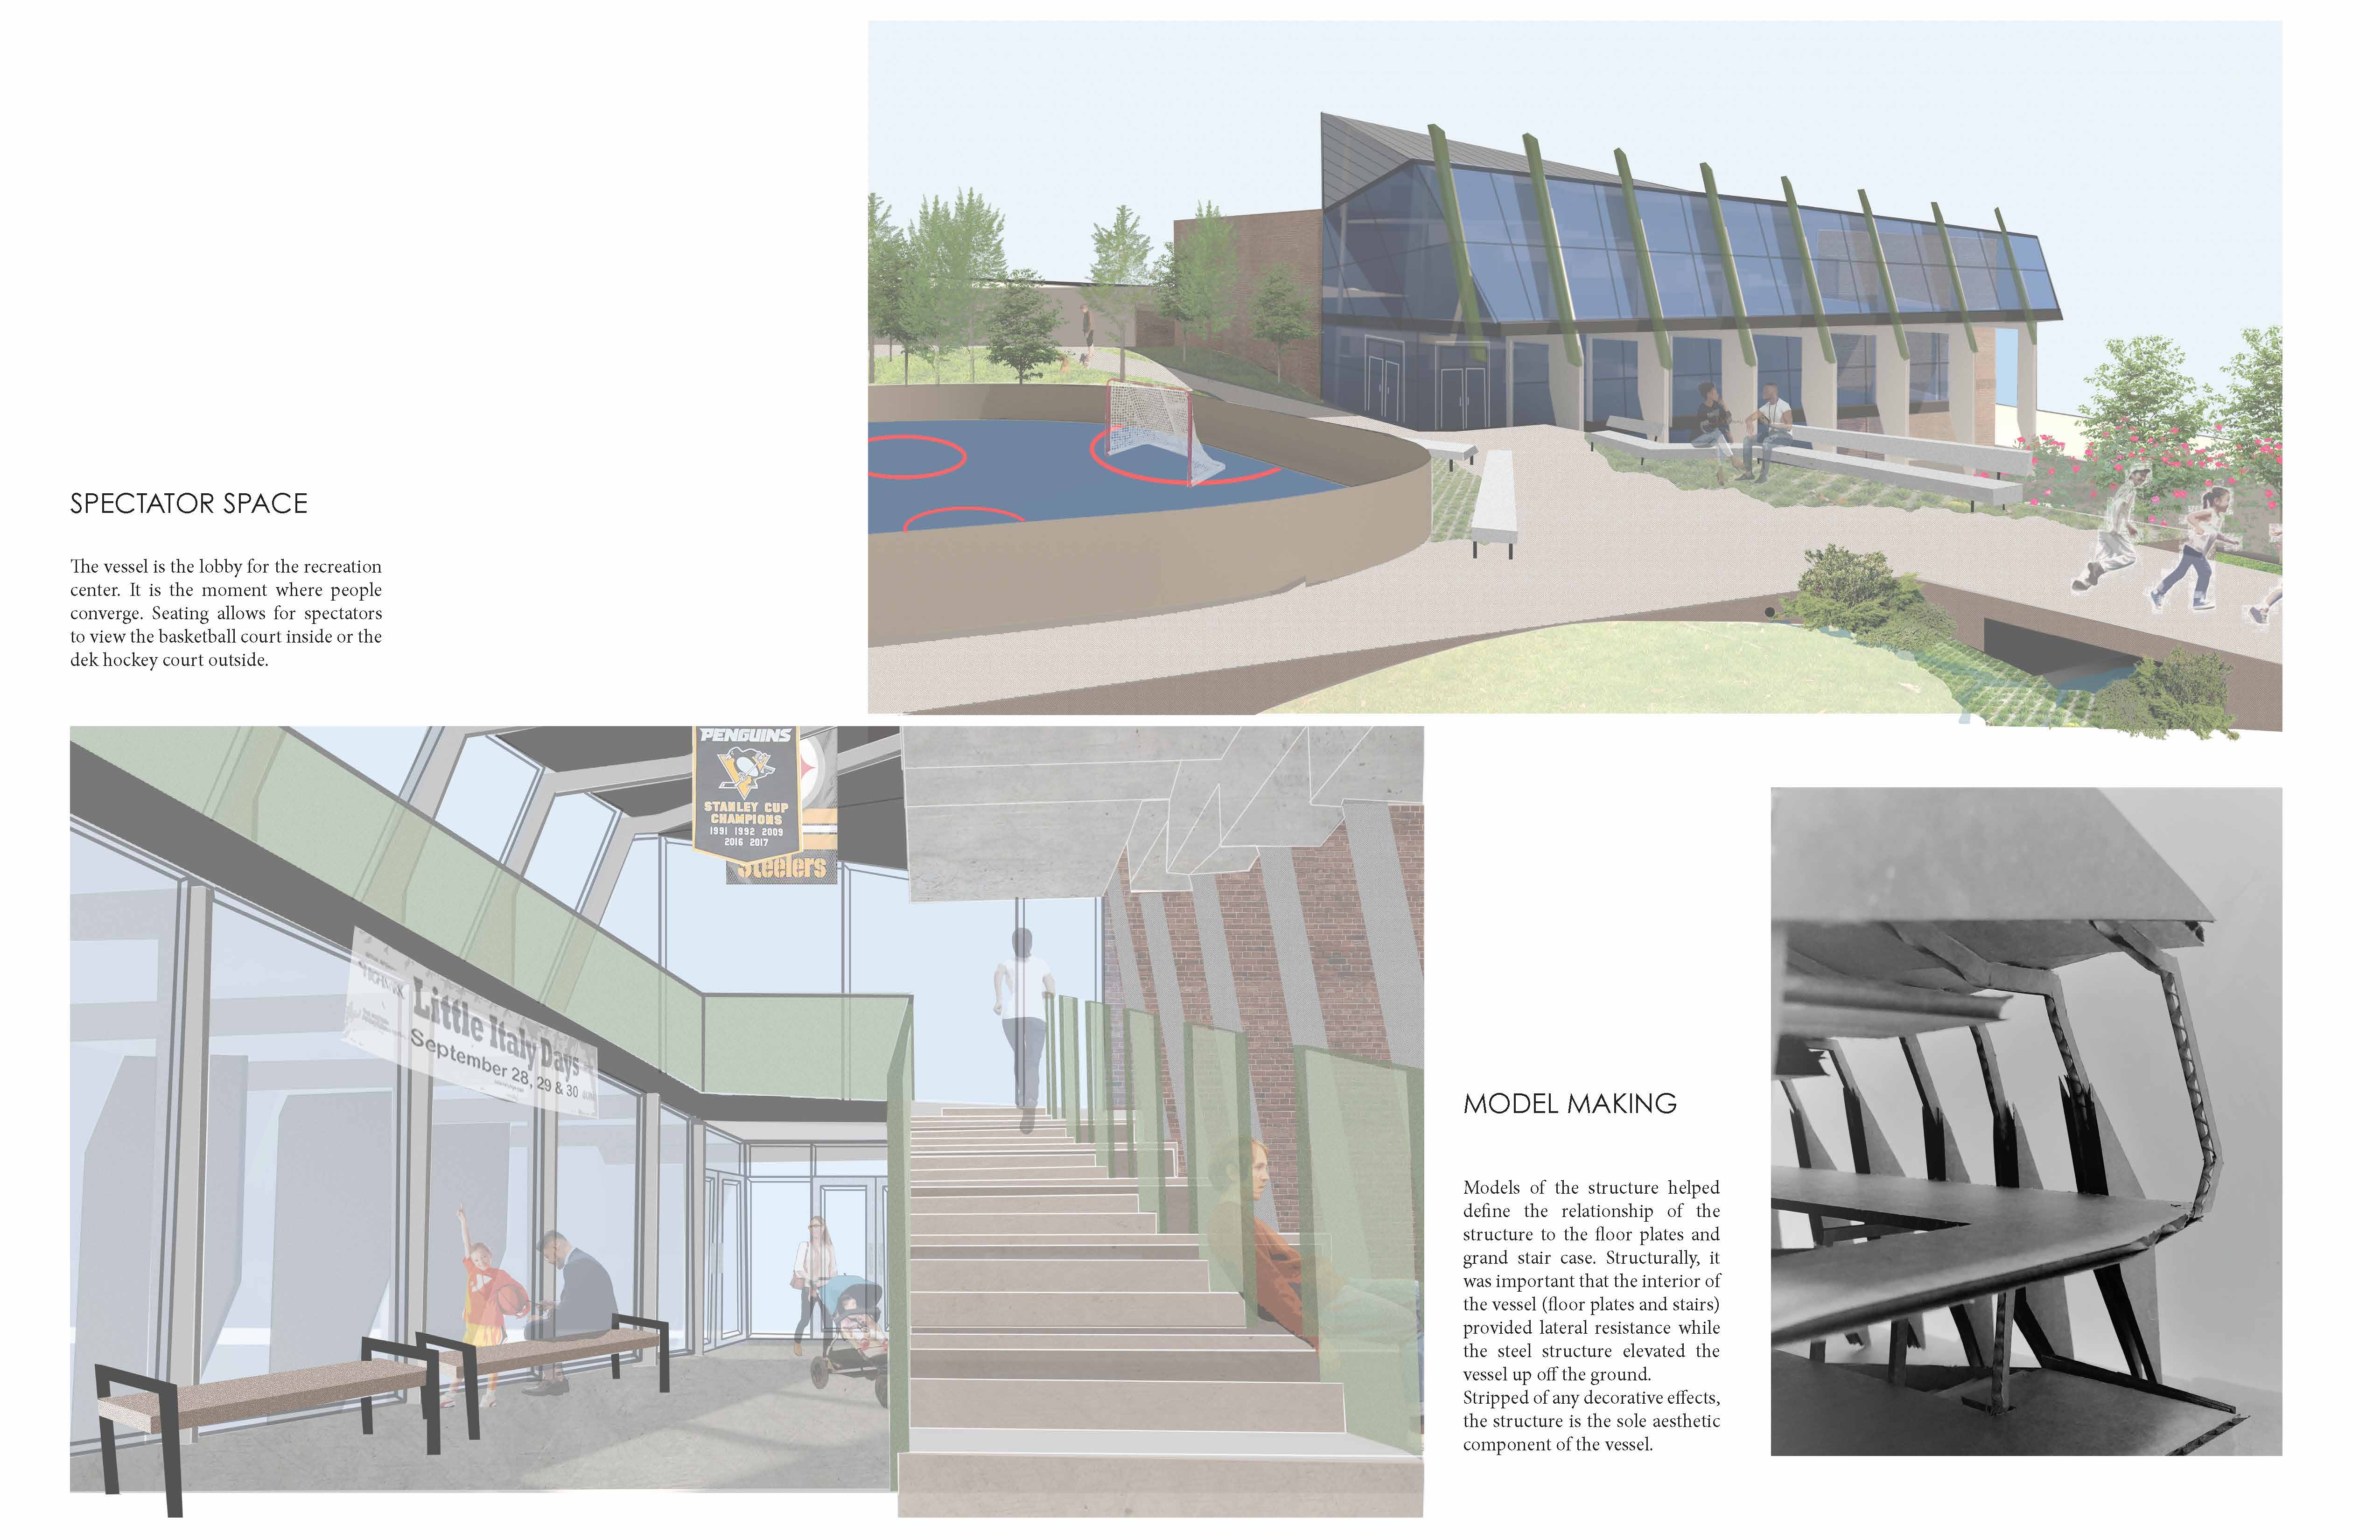 SPECTATOR SPACE
The vessel is the lobby for the recreation
center. It is the moment where people
converge. Seating allows for spectators
to view the basketball court inside or the
dek hockey court outside.
PENGUINS
STANLEY CUP
CHAMPIONS
1991 1992 2009
2016 2017
Steelers
Little Italy Days
September 28, 29 & 30
MODEL MAKING
Models of the structure helped
define the relationship of the
structure to the floor plates and
grand stair case. Structurally, it
was important that the interior of
the vessel (floor plates and stairs)
provided lateral resistance while
the steel structure elevated the
vessel up off the ground.
Stripped of any decorative effects,
the structure is the sole aesthetic
component of the vessel.